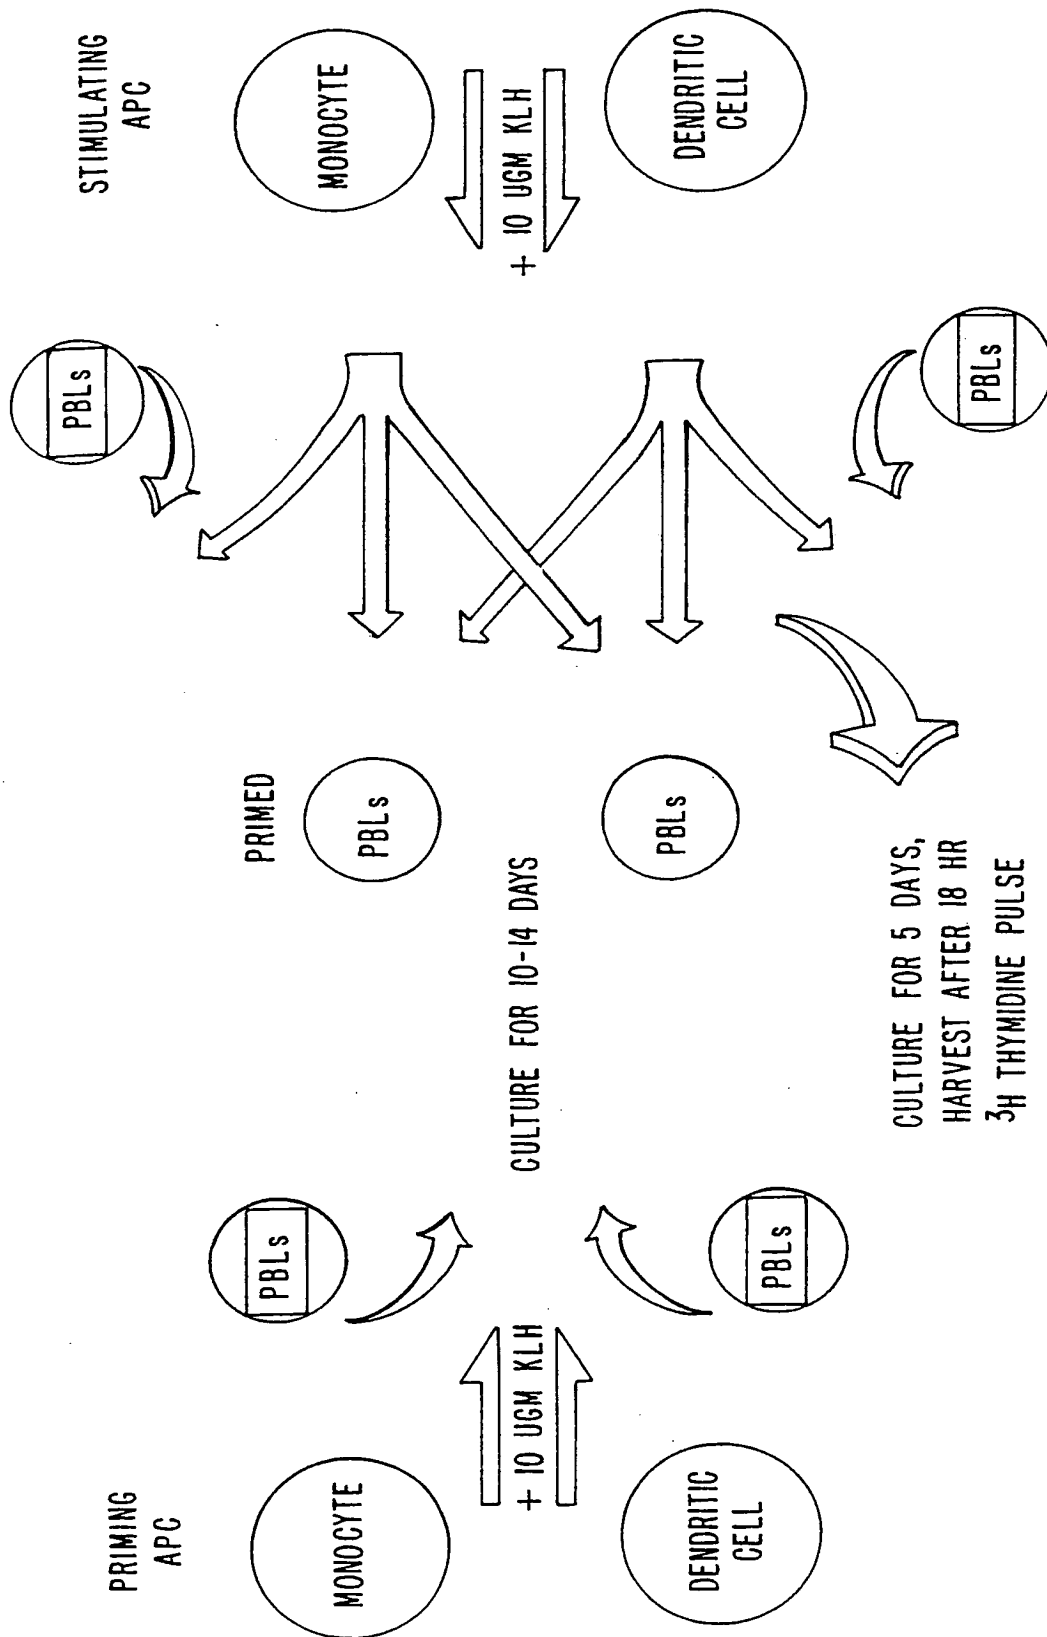 PRIMING
APC
MONOCYTE
+ 10 UGM KLH
DENDRITIC
CELL
PBLs
PBLs
CULTURE FOR 10-14 DAYS
PRIMED
PBLs
PBLs
CULTURE FOR 5 DAYS,
HARVEST AFTER 18 HR
³H THYMIDINE PULSE
PBLs
PBLs
STIMULATING
APC
MONOCYTE
+ 10 UGM KLH
DENDRITIC
CELL